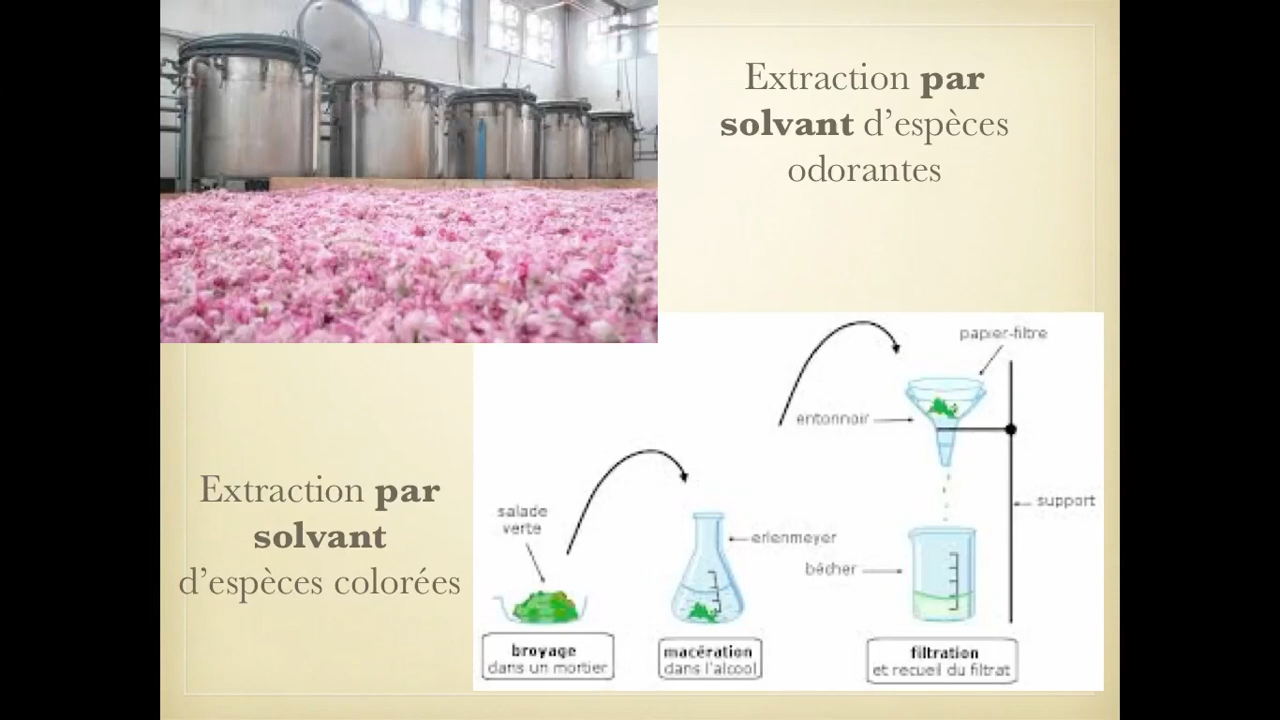 Extraction par
solvant d’espèces
odorantes
Extraction par
solvant
d’espèces colorées
papier-filtre
entonnoir
salade
verte
support
erlenmeyer
bécher
broyage
dans un mortier
macération
dans l'alcool
filtration
et recueil du filtrat